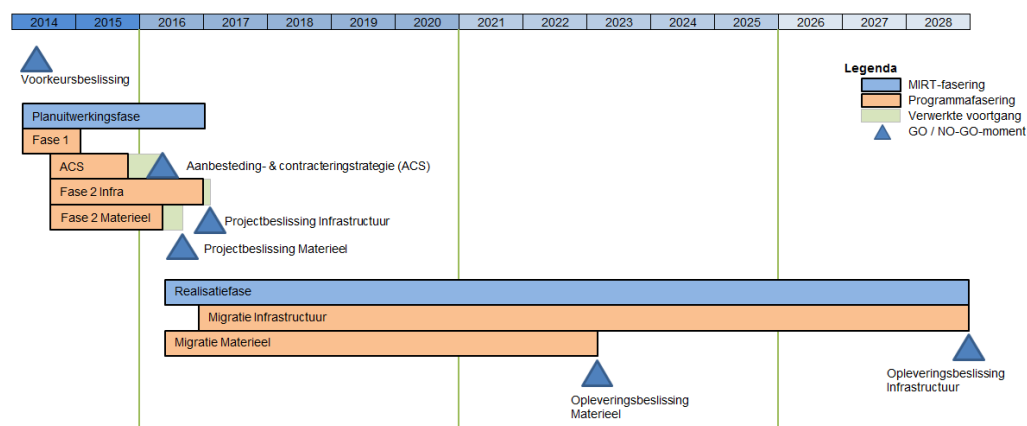 2014 2015 2016 2017 2018 2019 2020 2021 2022 2023 2024 2025 2026 2027 2028
Voorkeursbeslissing
Legenda
MIRT-fasering
Programmafasering
Verwerkte voortgang
GO / NO-GO-moment
Planuitwerkingsfase
Fase 1
ACS
Aanbesteding- & contracteringstrategie (ACS)
Fase 2 Infra
Fase 2 Materieel
Projectbeslissing Infrastructuur
Projectbeslissing Materieel
Realisatiefase
Migratie Infrastructuur
Migratie Materieel
Opleveringsbeslissing
Materieel
Opleveringsbeslissing
Infrastructuur